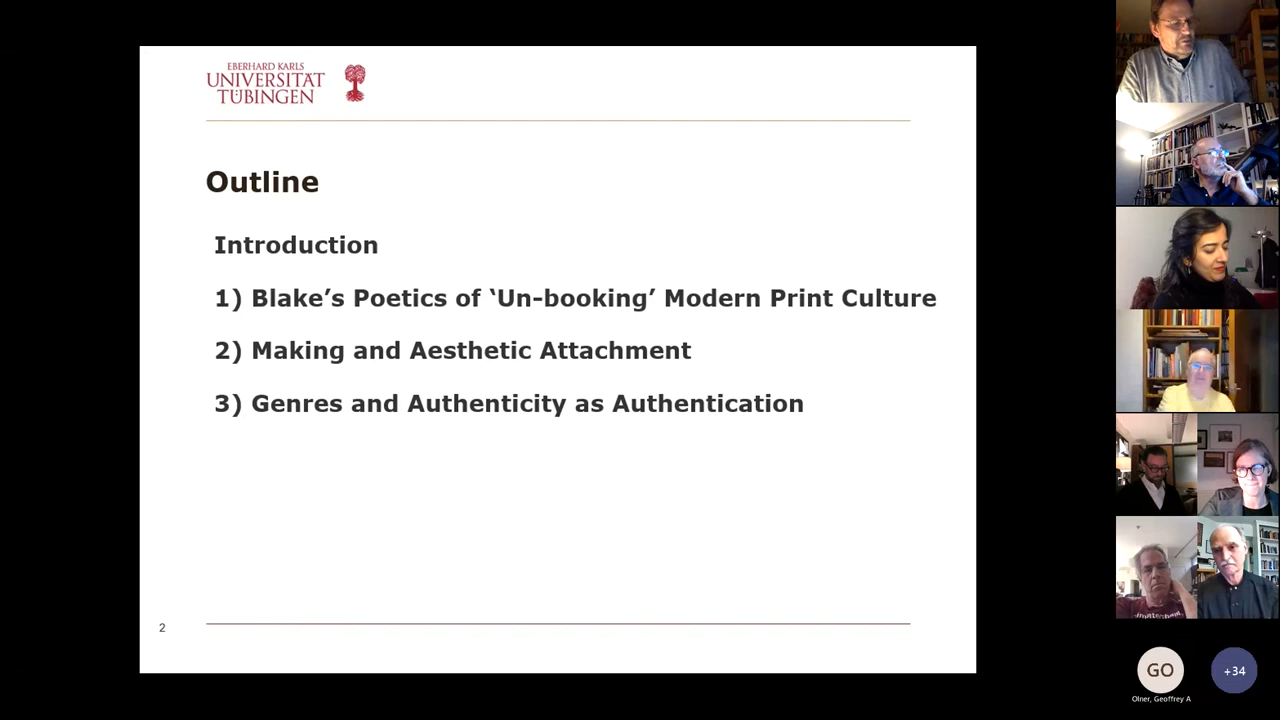 EBERHARD KARLS
UNIVERSITÄT
TÜBINGEN
Outline
Introduction
1) Blake’s Poetics of ‘Un-booking’ Modern Print Culture
2) Making and Aesthetic Attachment
3) Genres and Authenticity as Authentication
2
GO
+34
Olner, Geoffrey A